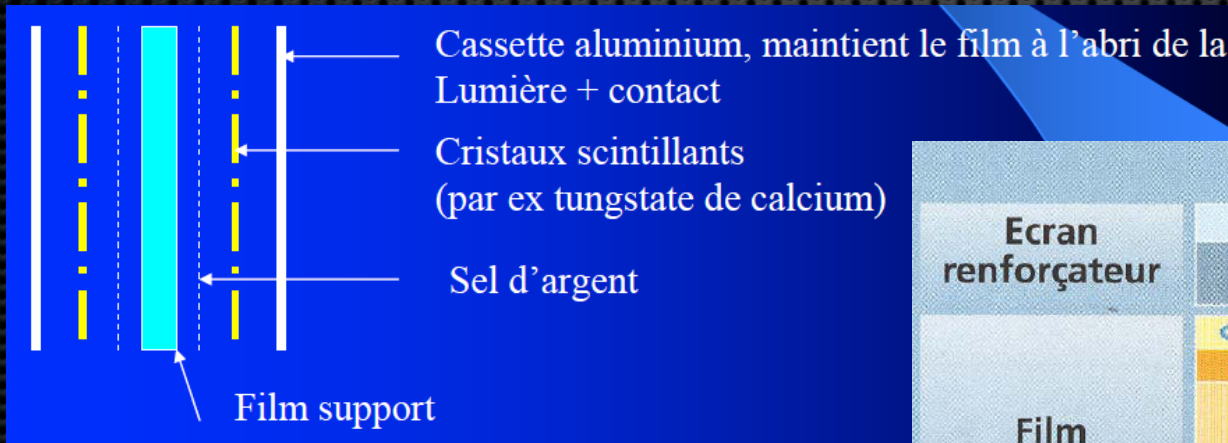 Cassette aluminium, maintient le film à l'abri de la
Lumière + contact
Cristaux scintillants
(par ex tungstate de calcium)
Sel d'argent
Film support
Ecran
renforçateur
Film